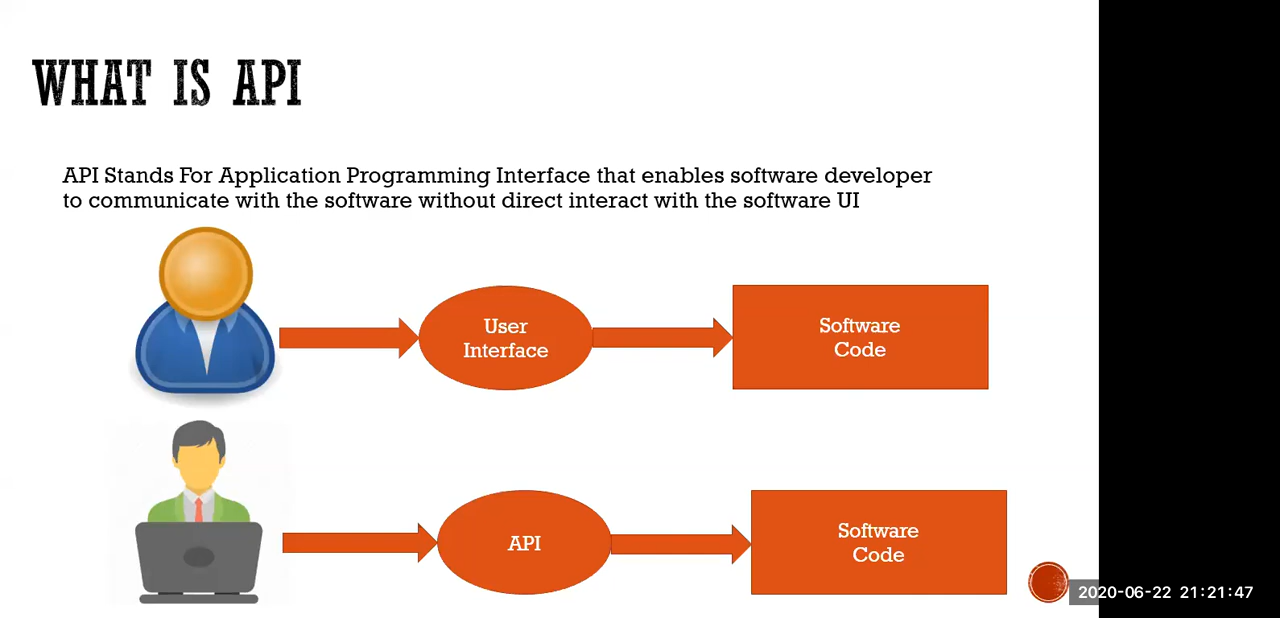 WHAT IS API
API Stands For Application Programming Interface that enables software developer
to communicate with the software without direct interact with the software UI
User
Interface
Software
Code
API
Software
Code
2020-06-22 21:21:47